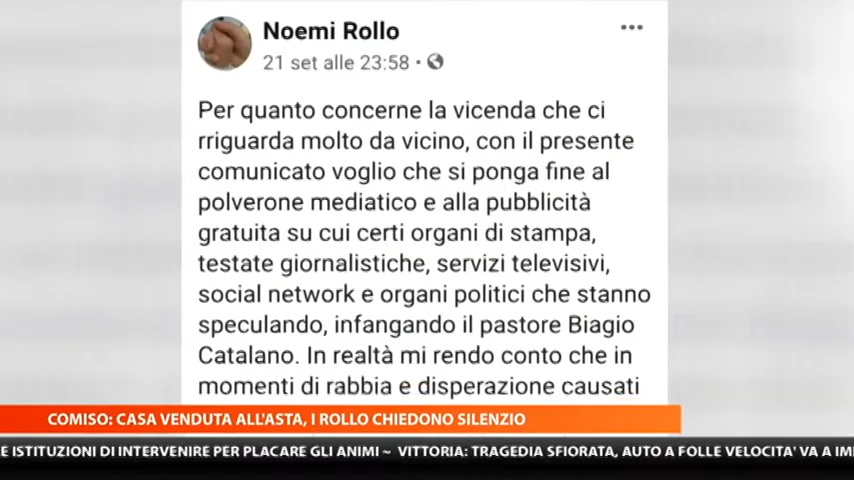 Noemi Rollo
21 set alle 23:58 •
Per quanto concerne la vicenda che ci
rriguarda molto da vicino, con il presente
comunicato voglio che si ponga fine al
polverone mediatico e alla pubblicità
gratuita su cui certi organi di stampa,
testate giornalistiche, servizi televisivi,
social network e organi politici che stanno
speculando, infangando il pastore Biagio
Catalano. In realtà mi rendo conto che in
momenti di rabbia e disperazione causati
COMISO: CASA VENDUTA ALL'ASTA, I ROLLO CHIEDONO SILENZIO
E ISTITUZIONI DI INTERVENIRE PER PLACARE GLI ANIMI ~ VITTORIA: TRAGEDIA SFIORATA, AUTO A FOLLE VELOCITA' VA A IM